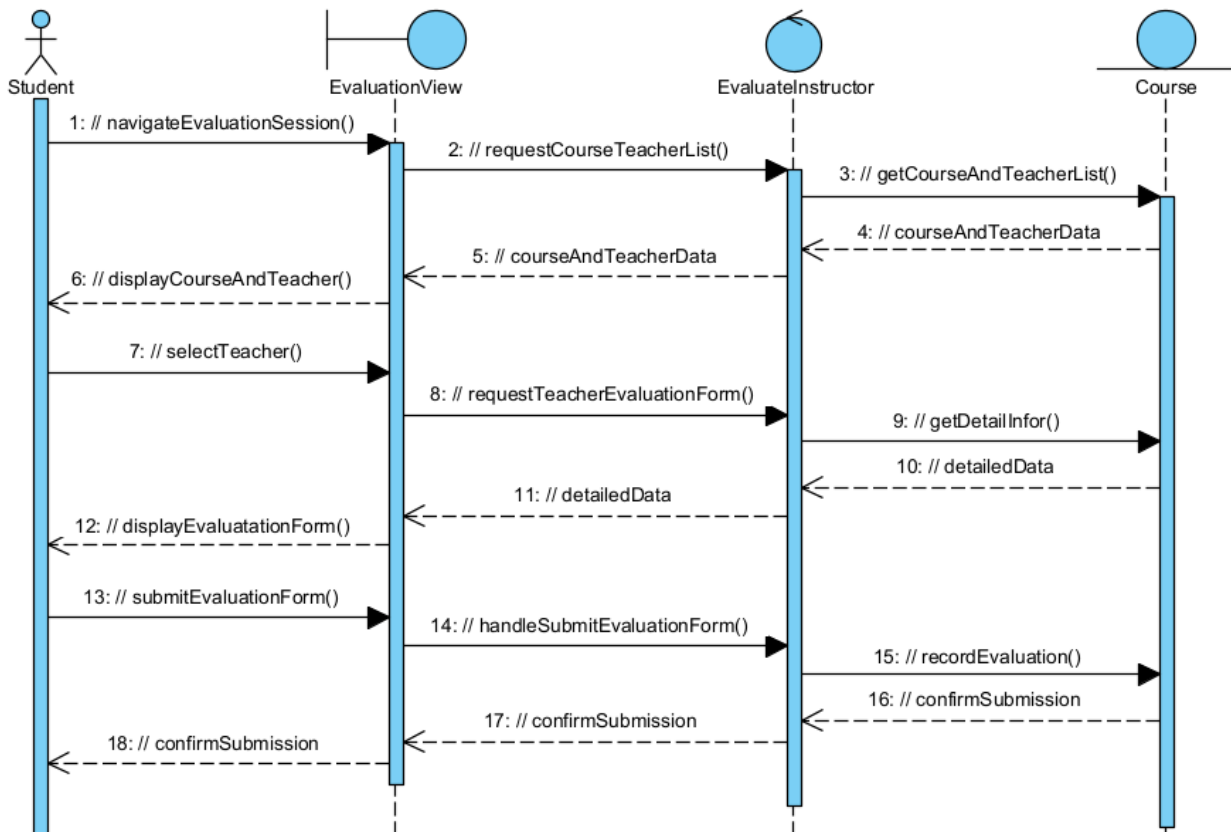 Student
EvaluationView
EvaluateInstructor
Course
1: // navigateEvaluationSession()
2: // requestCourseTeacherList()
3: // getCourseAndTeacherList()
4: // courseAndTeacherData
5: // courseAndTeacherData
6: // displayCourseAndTeacher()
7: // selectTeacher()
8: // requestTeacherEvaluationForm()
9: // getDetailInfor()
10: // detailedData
11: // detailedData
12: // displayEvaluatationForm()
13: // submitEvaluationForm()
14: // handleSubmitEvaluationForm()
15: // recordEvaluation()
16: // confirmSubmission
17: // confirmSubmission
18: // confirmSubmission